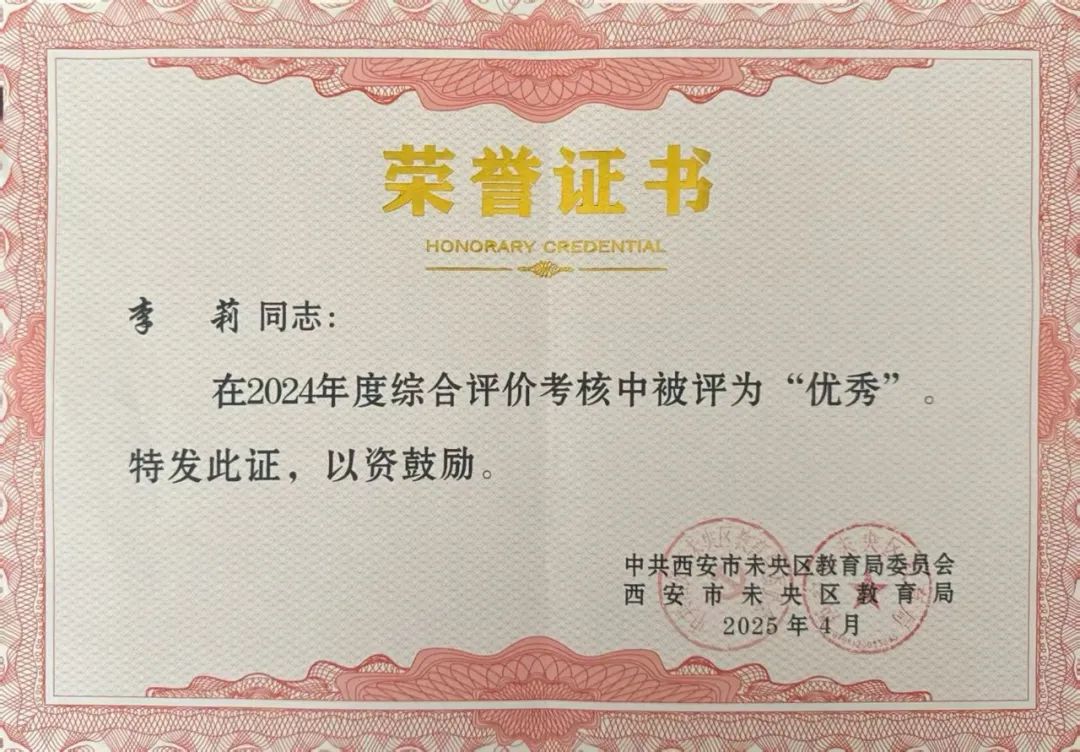 荣誉证书
HONORARY CREDENTIAL
李 莉 同志：
在2024年度综合评价考核中被评为“优秀”。
特发此证，以资鼓励。
中共西安市未央区教育局委员会
西安市未央区教育局
2025年4月